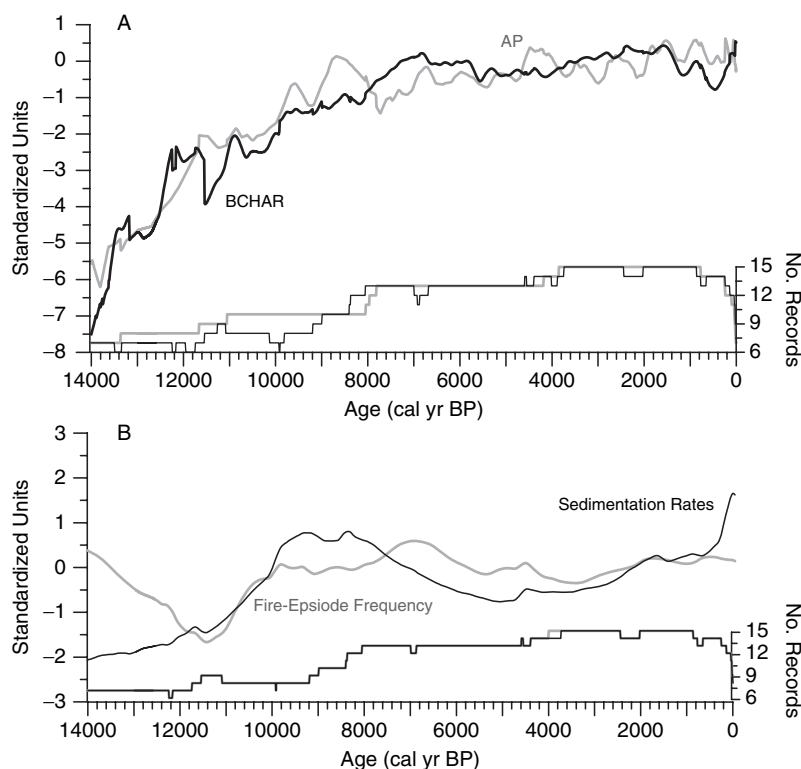 A
1
0
−1
−2
−3
−4
−5
−6
−7
−8
Standardized Units
AP
BCHAR
15
12
9
6
No. Records
14000 12000 10000 8000 6000 4000 2000 0
Age (cal yr BP)
B
3
2
1
0
−1
−2
−3
Standardized Units
Sedimentation Rates
Fire-Epsiode Frequency
15
12
9
6
No. Records
14000 12000 10000 8000 6000 4000 2000 0
Age (cal yr BP)